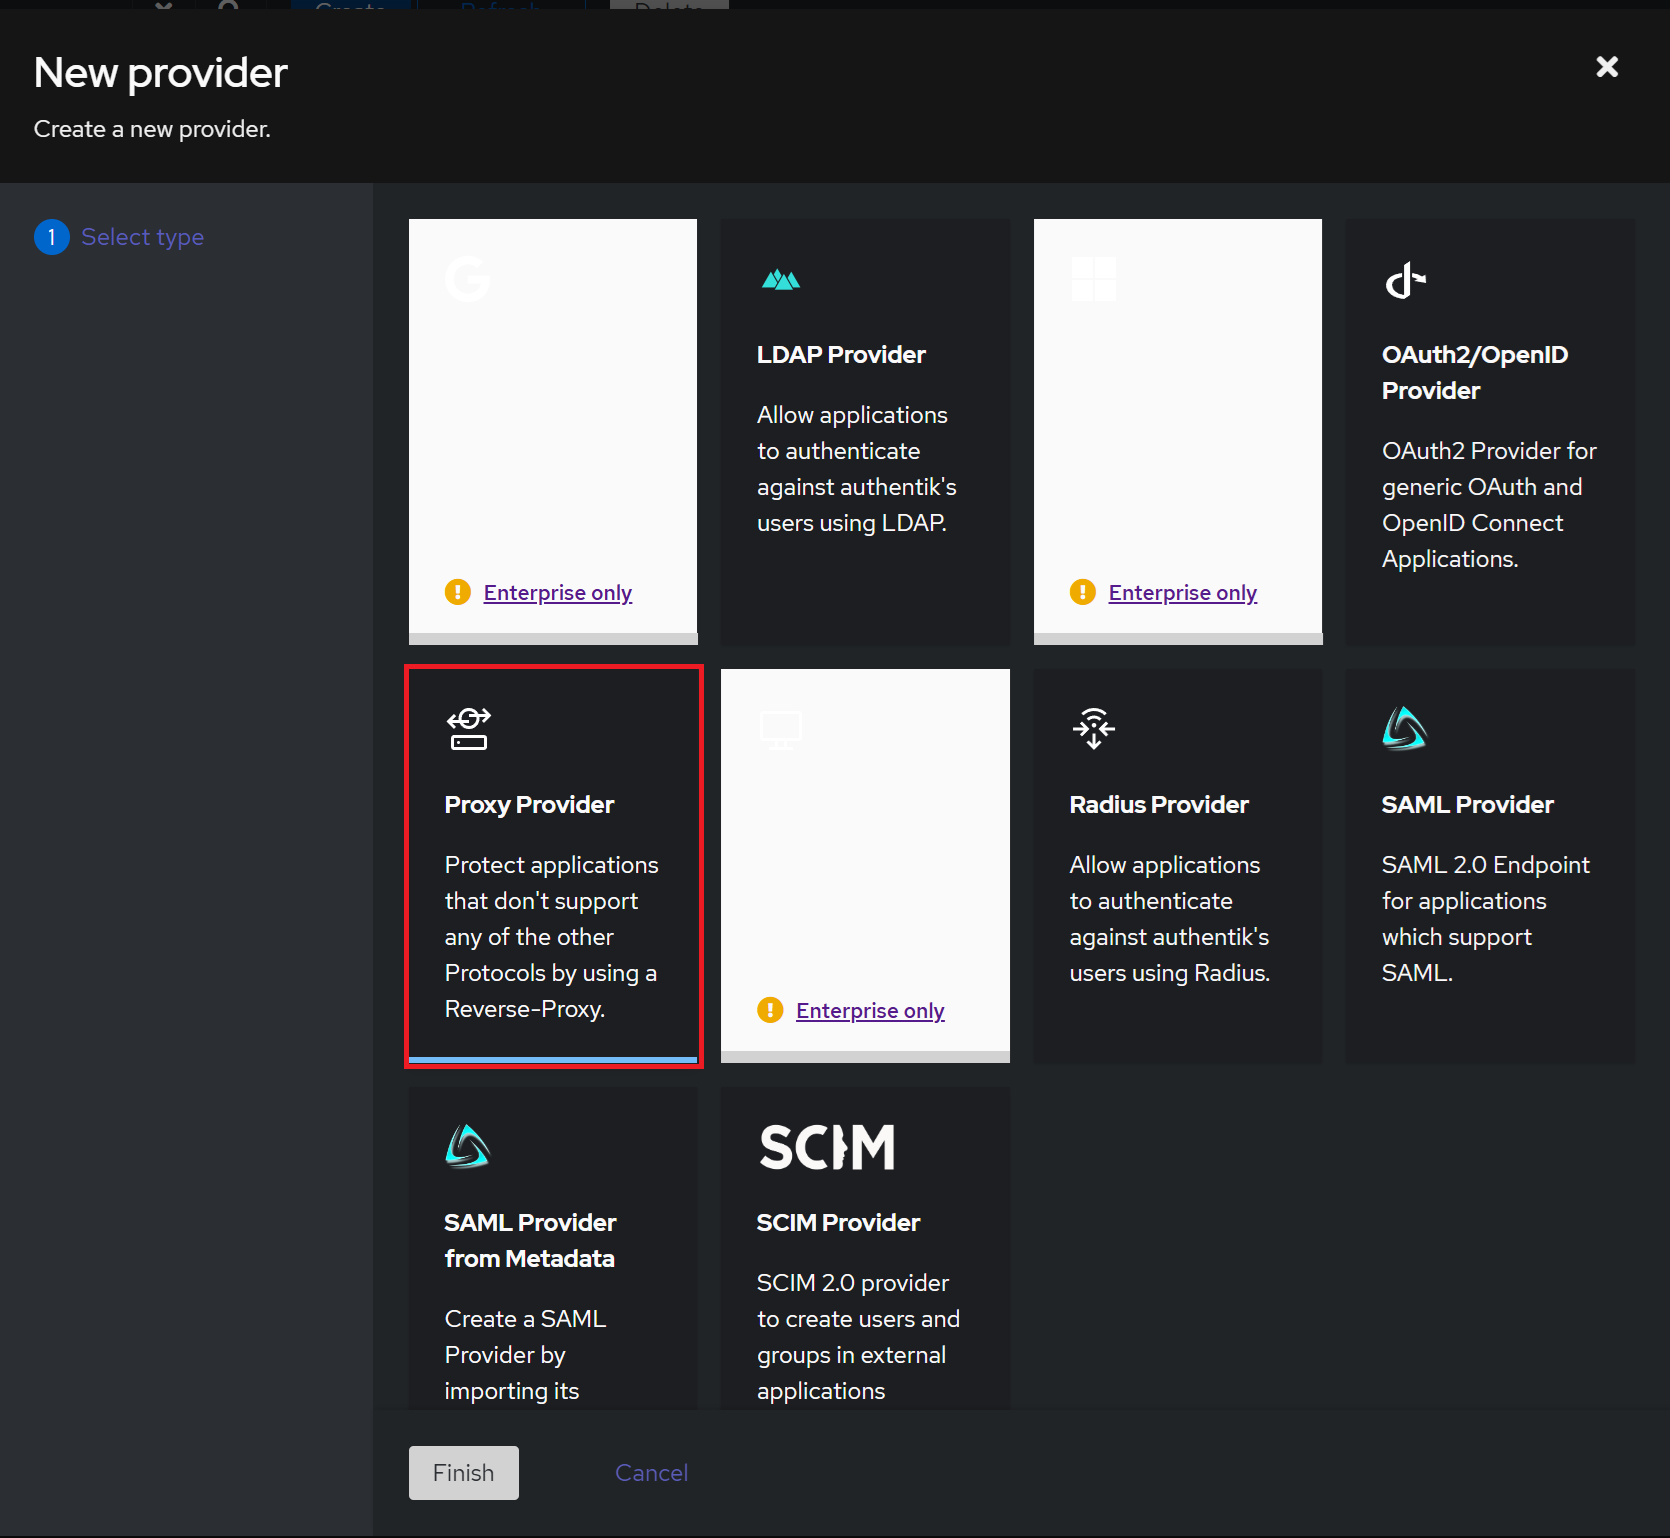 Create
Refresh
Delete
New provider
Create a new provider.
1 Select type
Enterprise only
LDAP Provider
Allow applications
to authenticate
against authentik's
users using LDAP.
Enterprise only
OAuth2/OpenID
Provider
OAuth2 Provider for
generic OAuth and
OpenID Connect
Applications.
Proxy Provider
Protect applications
that don't support
any of the other
Protocols by using a
Reverse-Proxy.
Enterprise only
Radius Provider
Allow applications
to authenticate
against authentik's
users using Radius.
SAML Provider
SAML 2.0 Endpoint
for applications
which support
SAML.
SAML Provider
from Metadata
Create a SAML
Provider by
importing its
SCIM
SCIM Provider
SCIM 2.0 provider
to create users and
groups in external
applications
Finish
Cancel